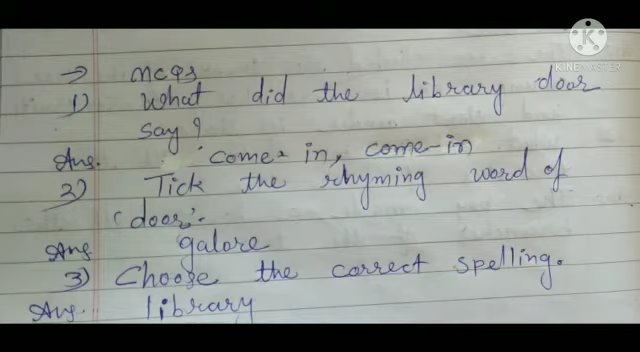 KINEMASTER
→ MCQs
1) What did the library door
say?
Ans. come-in, come-in
2) Tick the rhyming word of
'door'.
Ans galore
3) Choose the correct spelling.
Ans. library